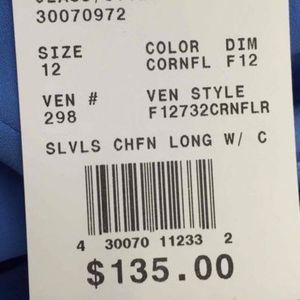 30070972
SIZE COLOR DIM
12 CORNFL F12
VEN # VEN STYLE
298 F12732CRNFLR
SLVLS CHFN LONG W/ C
4 30070 11233 2
$135.00